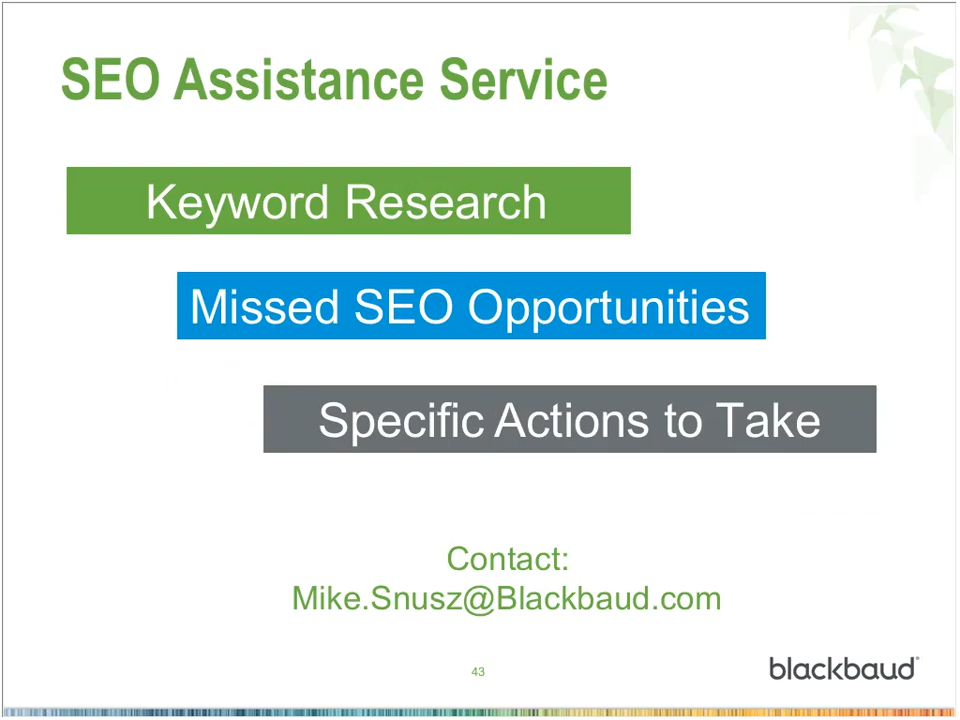 SEO Assistance Service
Keyword Research
Missed SEO Opportunities
Specific Actions to Take
Contact:
Mike.Snusz@Blackbaud.com
43
blackbaud®